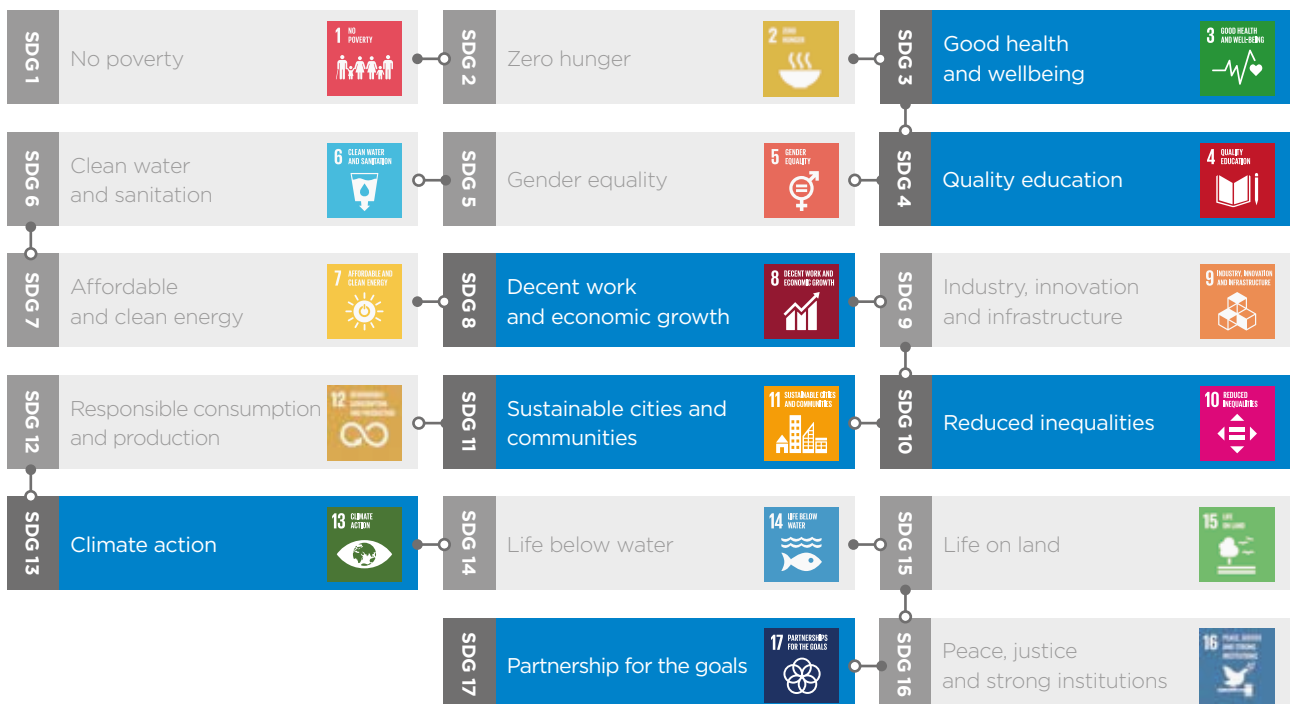 SDG 1
No poverty
1 NO
POVERTY
SDG 2
Zero hunger
2 ZERO
HUNGER
SDG 3
Good health
and wellbeing
3 GOOD HEALTH
AND WELL-BEING
SDG 6
Clean water
and sanitation
6 CLEAN WATER
AND SANITATION
SDG 5
Gender equality
5 GENDER
EQUALITY
SDG 4
Quality education
4 QUALITY
EDUCATION
SDG 7
Affordable
and clean energy
7 AFFORDABLE AND
CLEAN ENERGY
SDG 8
Decent work
and economic growth
8 DECENT WORK AND
ECONOMIC GROWTH
SDG 9
Industry, innovation
and infrastructure
9 INDUSTRY, INNOVATION
AND INFRASTRUCTURE
SDG 12
Responsible consumption
and production
12
SDG 11
Sustainable cities and
communities
11 SUSTAINABLE CITIES
AND COMMUNITIES
SDG 10
Reduced inequalities
10 REDUCED
INEQUALITIES
SDG 13
Climate action
13 CLIMATE
ACTION
SDG 14
Life below water
14 LIFE BELOW
WATER
SDG 15
Life on land
15 LIFE
ON LAND
SDG 17
Partnership for the goals
17 PARTNERSHIPS
FOR THE GOALS
SDG 16
Peace, justice
and strong institutions
16 PEACE, JUSTICE
AND STRONG
INSTITUTIONS